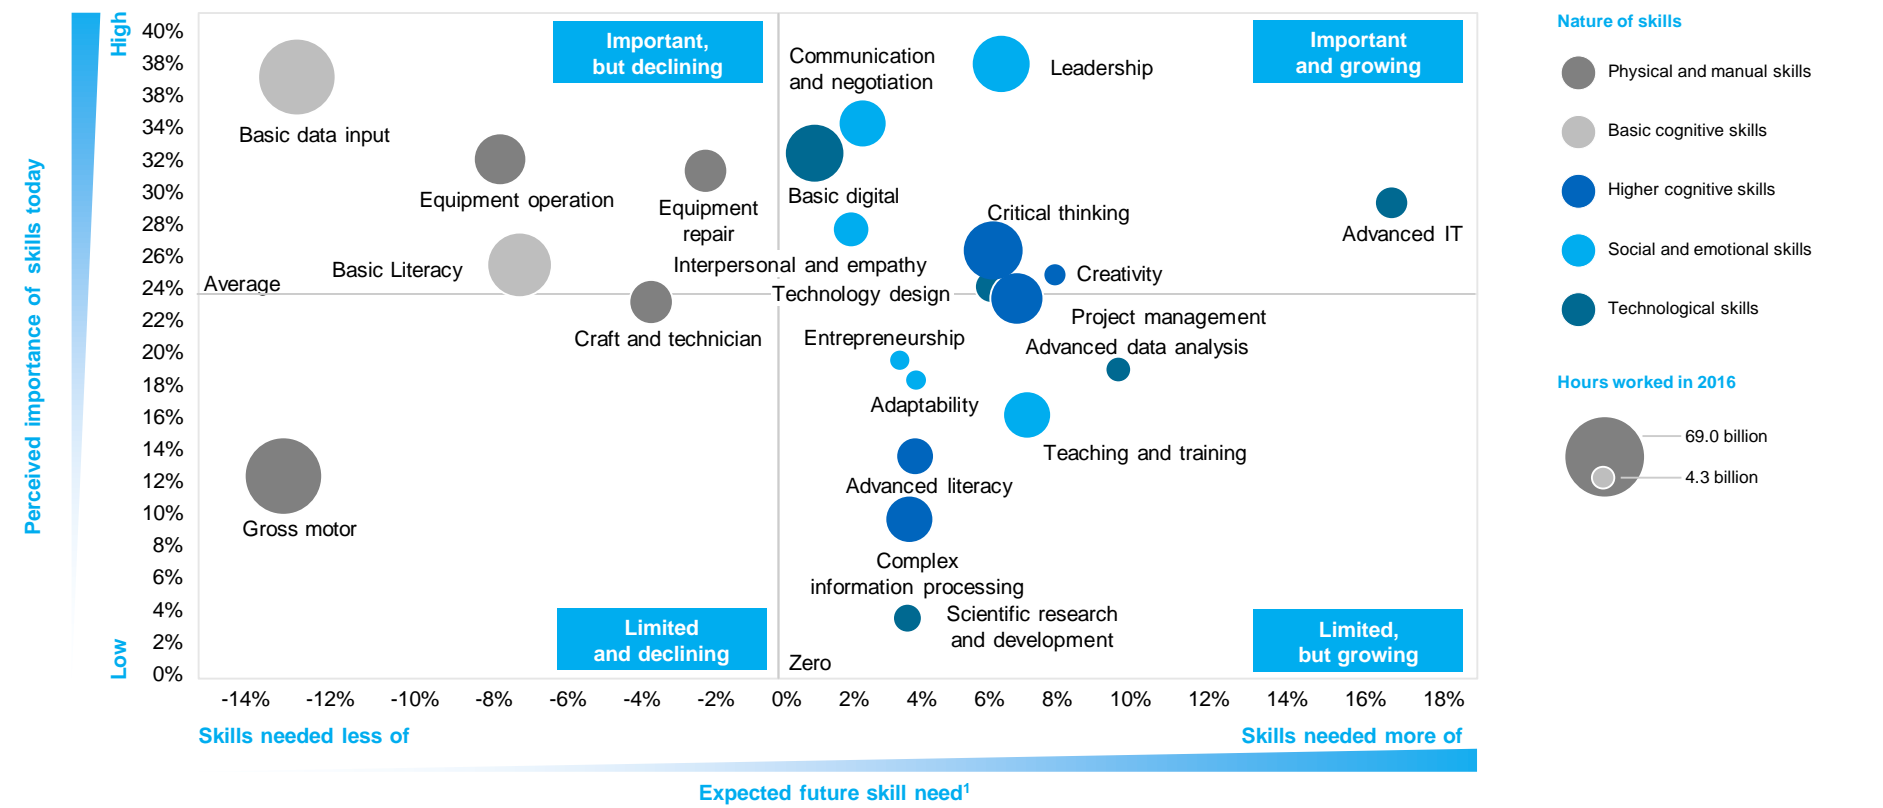 High
40%
38%
38%
34%
32%
30%
28%
26%
24%
22%
20%
18%
16%
14%
12%
10%
8%
6%
4%
2%
0%
Low
Perceived importance of skills today
Important,
but declining
Important
and growing
Communication
and negotiation
Leadership
Basic data input
Equipment operation
Equipment
repair
Basic digital
Critical thinking
Advanced IT
Basic Literacy
Interpersonal and empathy
Creativity
Average
Technology design
Craft and technician
Project management
Entrepreneurship
Advanced data analysis
Adaptability
Teaching and training
Advanced literacy
Gross motor
Complex
information processing
Scientific research
and development
Limited
and declining
Limited,
but growing
Zero
-14% -12% -10% -8% -6% -4% -2% 0% 2% 4% 6% 8% 10% 12% 14% 16% 18%
Skills needed less of
Skills needed more of
Expected future skill need1
Nature of skills
Physical and manual skills
Basic cognitive skills
Higher cognitive skills
Social and emotional skills
Technological skills
Hours worked in 2016
69.0 billion
4.3 billion